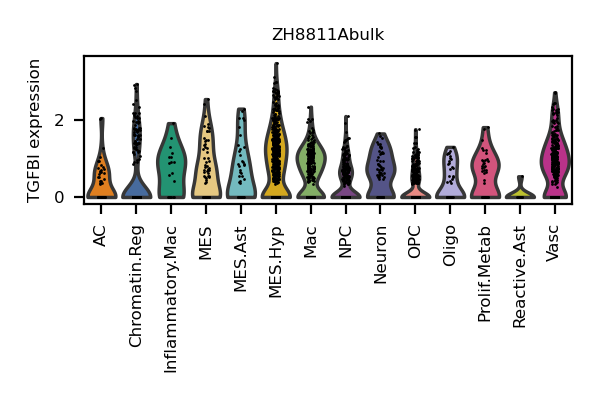 ZH8811Abulk
TGFBI expression
2
0
AC
Chromatin.Reg
Inflammatory.Mac
MES
MES.Ast
MES.Hyp
Mac
NPC
Neuron
OPC
Oligo
Prolif.Metab
Reactive.Ast
Vasc